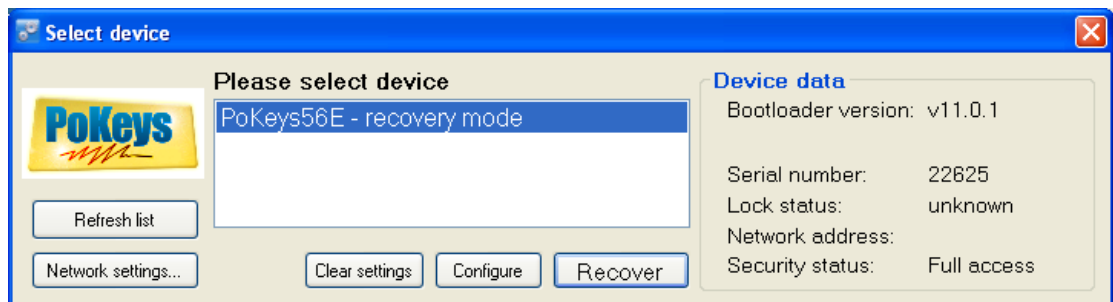 Select device
Please select device
PoKeys56E - recovery mode
PoKeys
Refresh list
Network settings...
Clear settings
Configure
Recover
Device data
Bootloader version: v11.0.1
Serial number: 22625
Lock status: unknown
Network address:
Security status: Full access